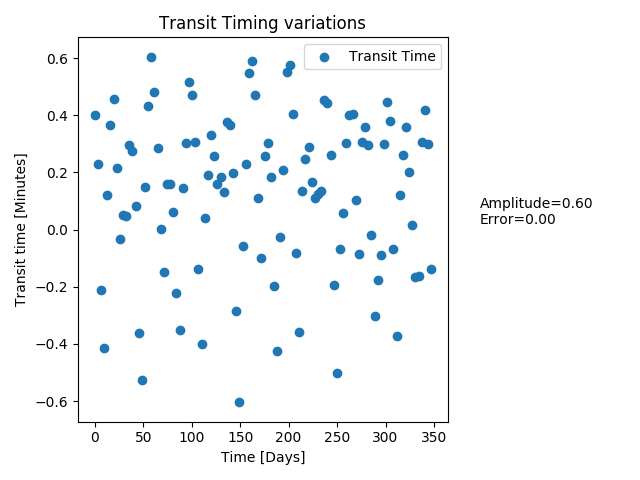 Transit Timing variations
Transit Time
Transit time [Minutes]
0.6
0.4
0.2
0.0
−0.2
−0.4
−0.6
Amplitude=0.60
Error=0.00
0 50 100 150 200 250 300 350
Time [Days]